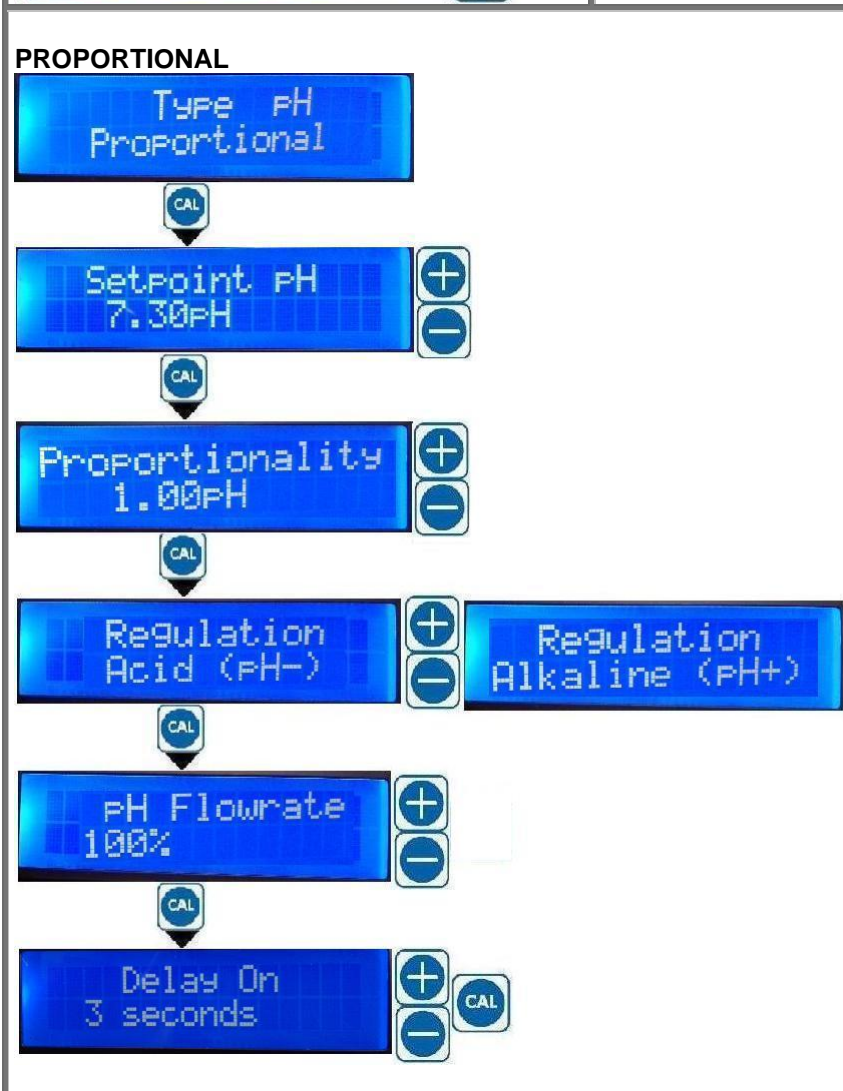 PROPORTIONAL
Type pH
Proportional
CAL
Setpoint pH
7.30pH
CAL
Proportionality
1.00pH
CAL
Regulation
Acid (pH-)
Regulation
Alkaline (pH+)
CAL
pH Flowrate
100%
CAL
Delay On
3 seconds
CAL